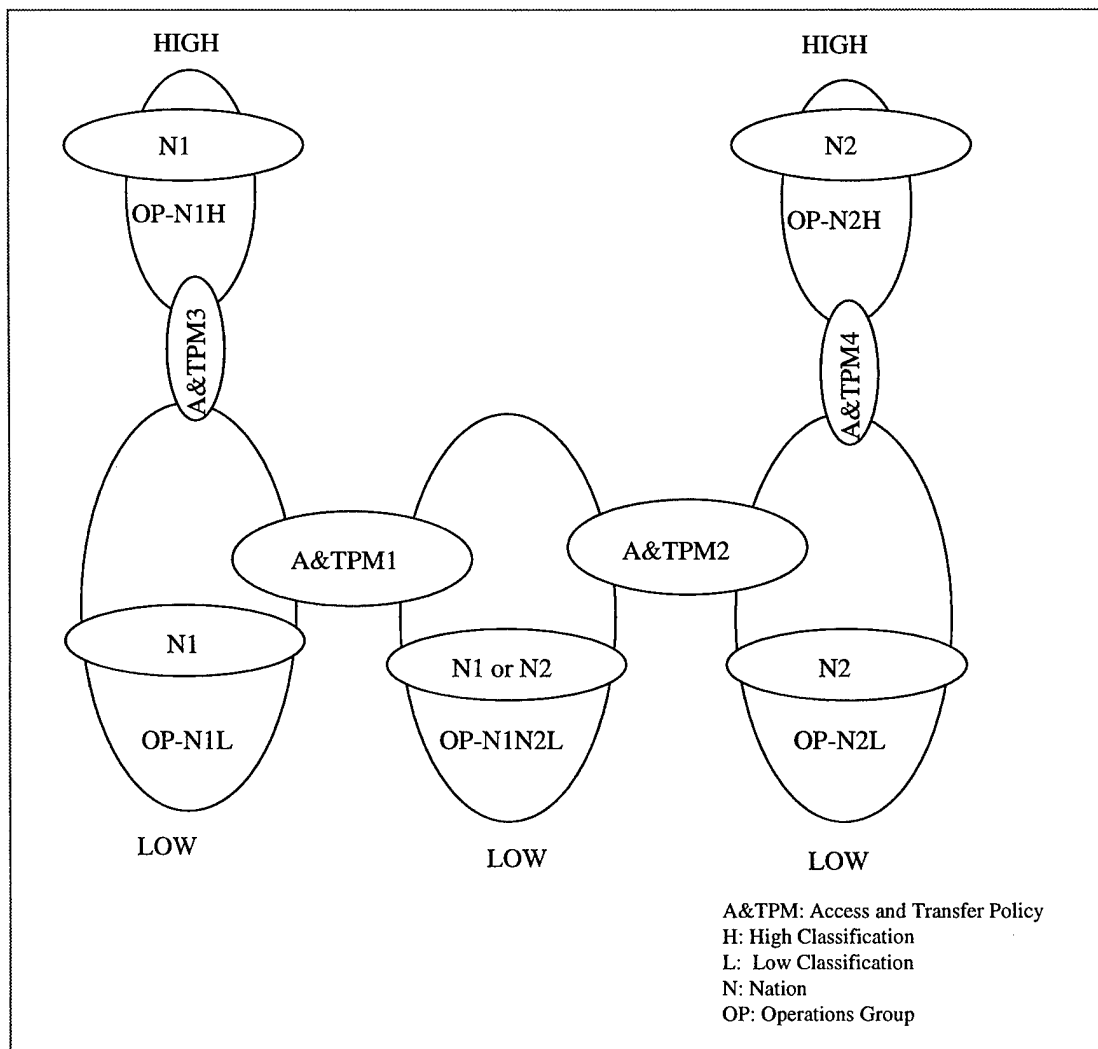 HIGH
HIGH
N1
N2
OP-N1H
OP-N2H
A&TPM3
A&TPM4
A&TPM1
A&TPM2
N1
N1 or N2
N2
OP-N1L
OP-N1N2L
OP-N2L
LOW
LOW
LOW
A&TPM: Access and Transfer Policy
H: High Classification
L: Low Classification
N: Nation
OP: Operations Group